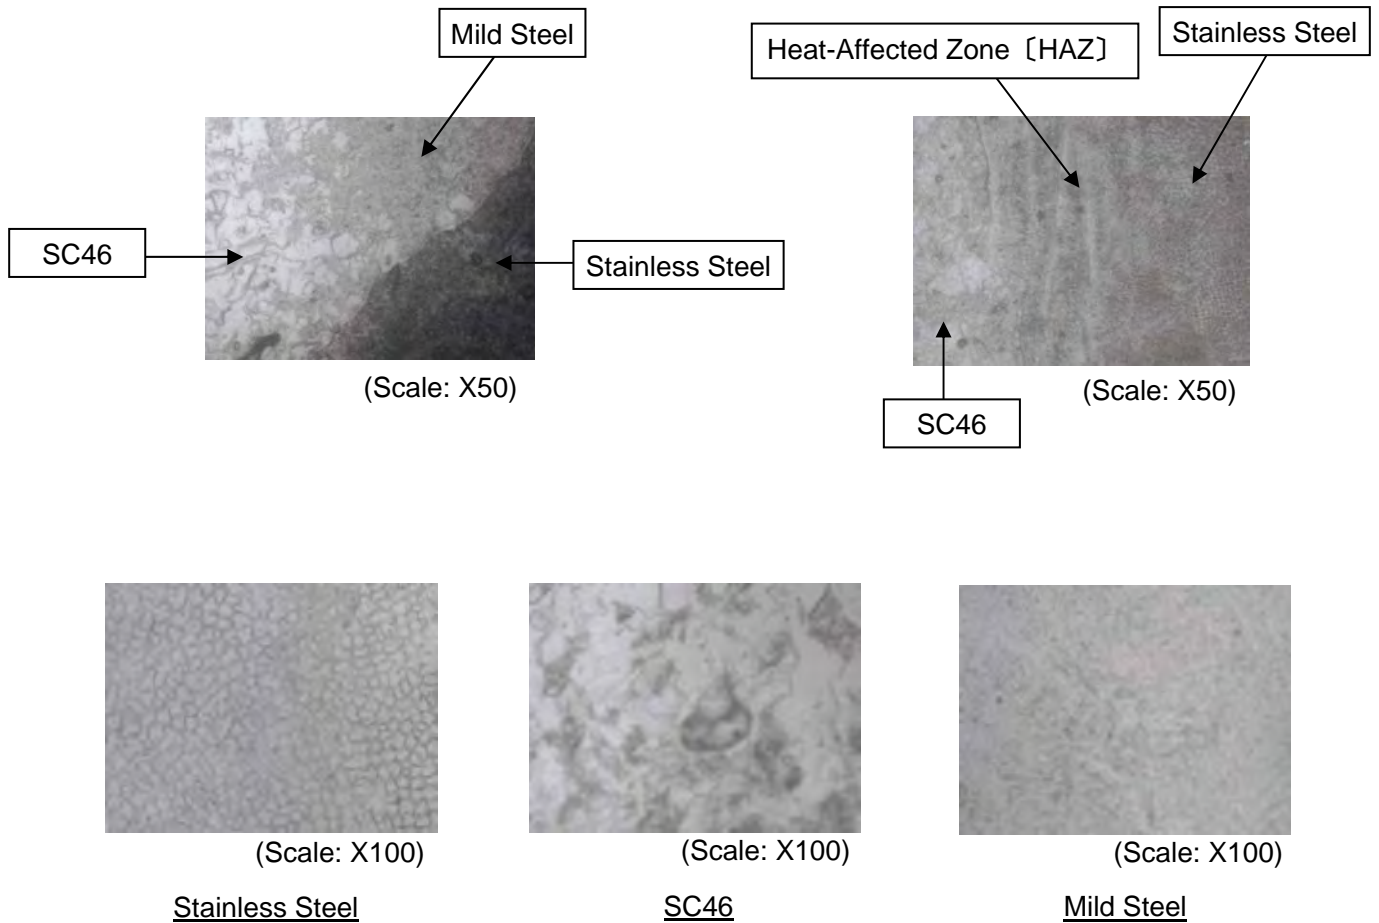 Mild Steel
Heat-Affected Zone〔HAZ〕
Stainless Steel
SC46
Stainless Steel
(Scale: X50)
(Scale: X50)
SC46
(Scale: X100)
(Scale: X100)
(Scale: X100)
Stainless Steel
SC46
Mild Steel